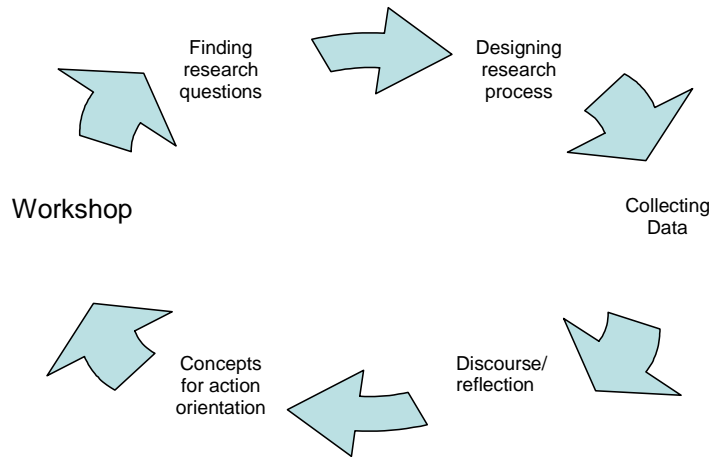 Finding
research
questions
Designing
research
process
Workshop
Collecting
Data
Concepts
for action
orientation
Discourse/
reflection